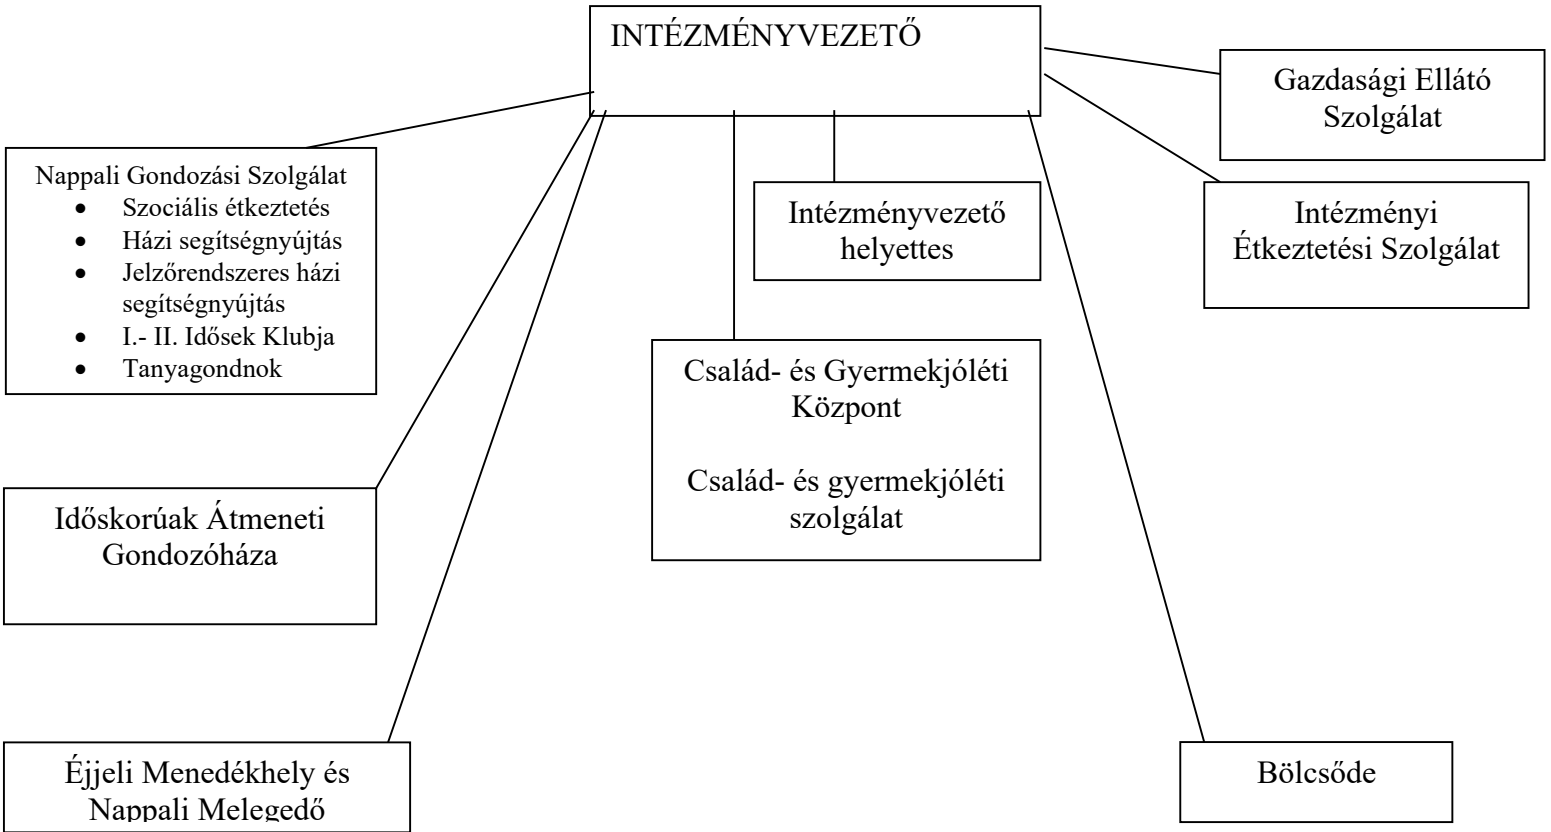 INTÉZMÉNYVEZETŐ
Gazdasági Ellátó
Szolgálat
Nappali Gondozási Szolgálat
• Szociális étkeztetés
• Házi segítségnyújtás
• Jelzőrendszeres házi
segítségnyújtás
• I.- II. Idősek Klubja
• Tanyagondnok
Intézményvezető
helyettes
Intézményi
Étkeztetési Szolgálat
Család- és Gyermekjóléti
Központ
Család- és gyermekjóléti
szolgálat
Időskorúak Átmeneti
Gondozóháza
Éjjeli Menedékhely és
Nappali Melegedő
Bölcsőde